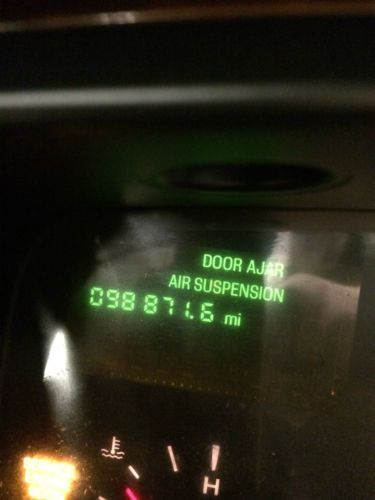 DOOR AJAR
AIR SUSPENSION
098871.6 mi
H